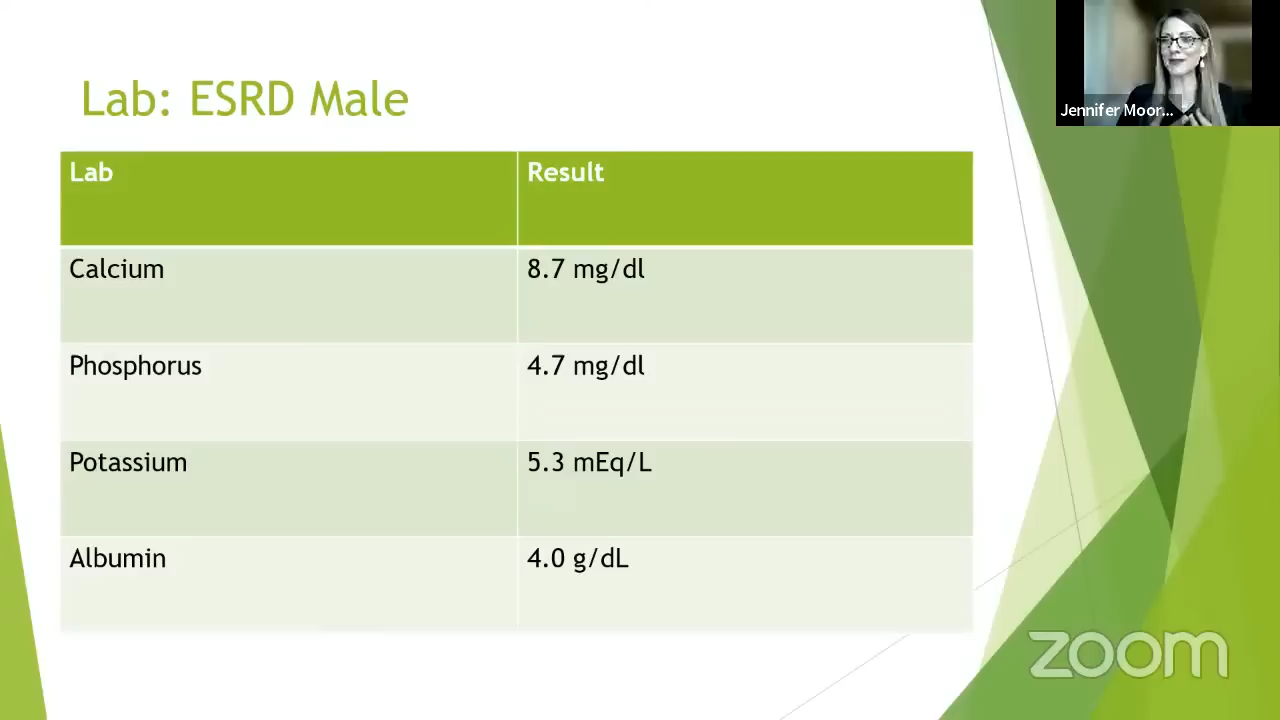 Jennifer Moor...
Lab: ESRD Male
Lab Result
Calcium 8.7 mg/dl
Phosphorus 4.7 mg/dl
Potassium 5.3 mEq/L
Albumin 4.0 g/dL
zoom